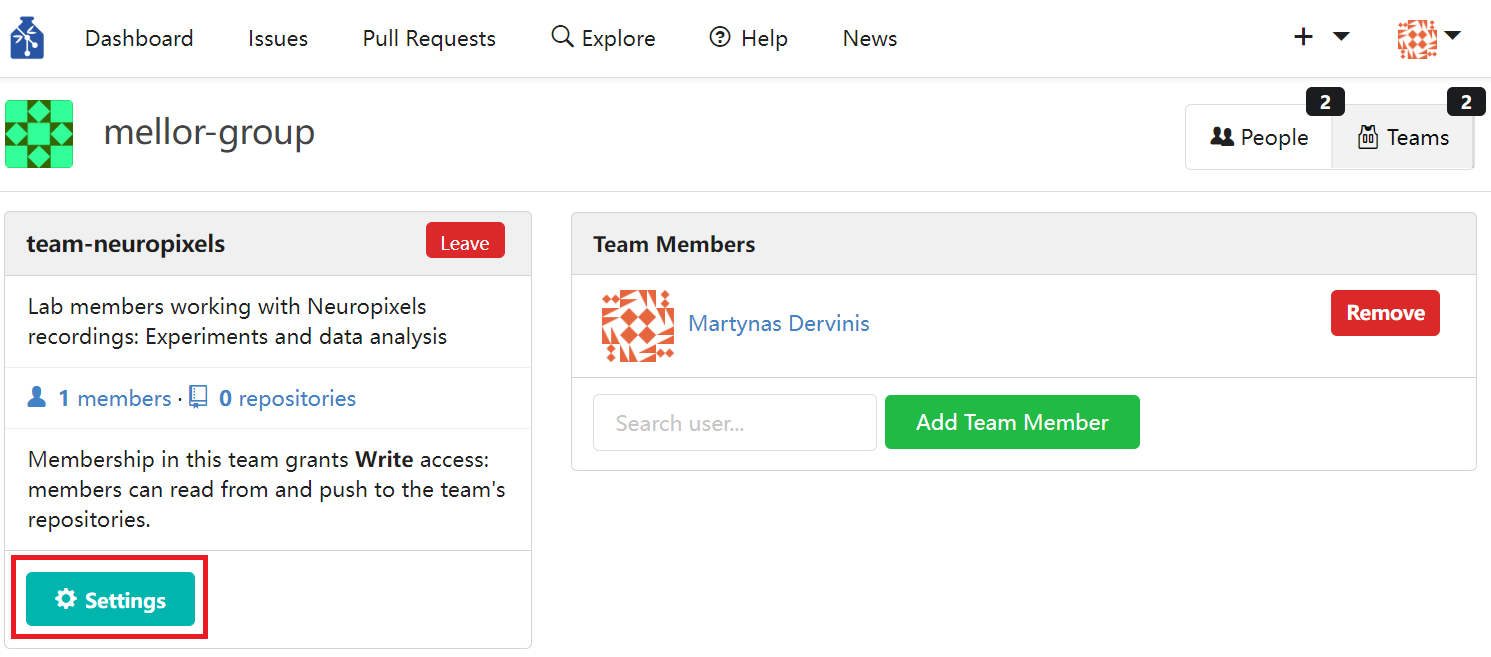 Dashboard Issues Pull Requests Explore Help News
mellor-group
People 2 Teams 2
team-neuropixels Leave
Lab members working with Neuropixels
recordings: Experiments and data analysis
1 members · 0 repositories
Membership in this team grants Write access:
members can read from and push to the team's
repositories.
Settings
Team Members
Martynas Dervinis Remove
Search user... Add Team Member